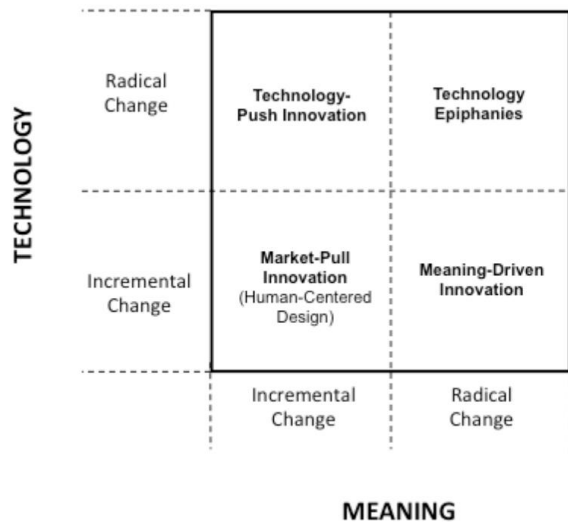 TECHNOLOGY
Radical
Change
Technology-
Push Innovation
Technology
Epiphanies
Incremental
Change
Market-Pull
Innovation
(Human-Centered
Design)
Meaning-Driven
Innovation
Incremental
Change
Radical
Change
MEANING